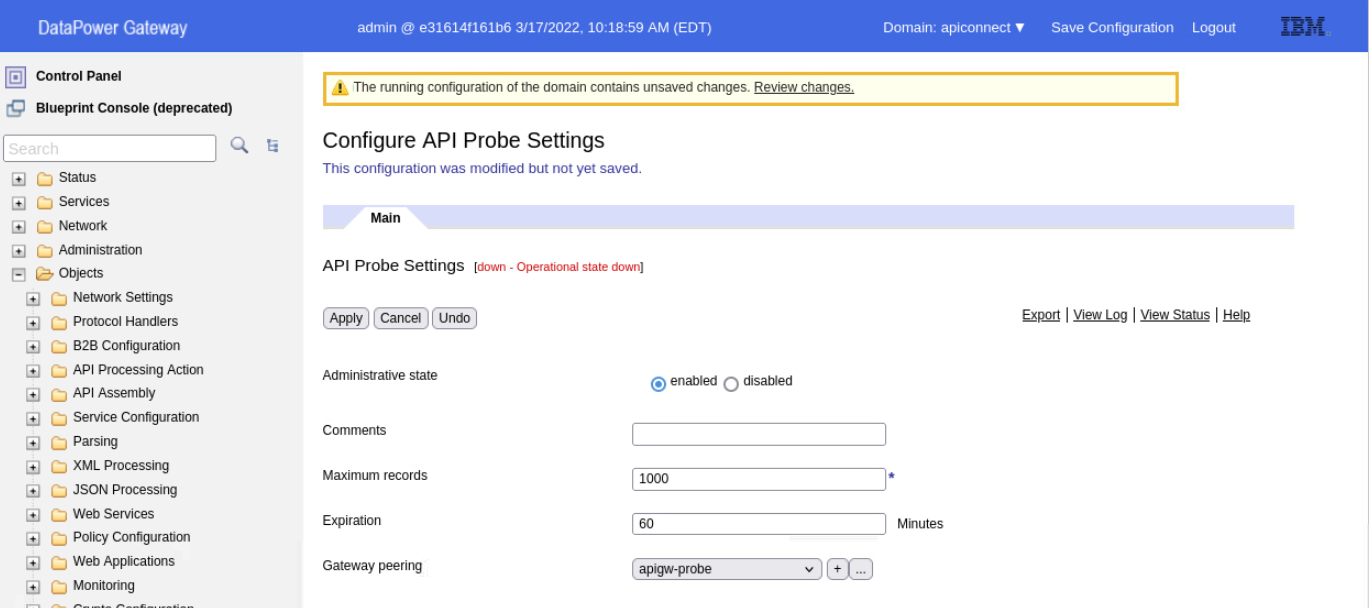 DataPower Gateway
admin @ e31614f161b6 3/17/2022, 10:18:59 AM (EDT)
Domain: apiconnect ▼
Save Configuration
Logout
IBM
Control Panel
Blueprint Console (deprecated)
Search
Status
Services
Network
Administration
Objects
Network Settings
Protocol Handlers
B2B Configuration
API Processing Action
API Assembly
Service Configuration
Parsing
XML Processing
JSON Processing
Web Services
Policy Configuration
Web Applications
Monitoring
Crypto Configuration
The running configuration of the domain contains unsaved changes. Review changes.
Configure API Probe Settings
This configuration was modified but not yet saved.
Main
API Probe Settings [down - Operational state down]
Apply Cancel Undo
Export | View Log | View Status | Help
Administrative state enabled disabled
Comments
Maximum records 1000 *
Expiration 60 Minutes
Gateway peering apigw-probe + ...